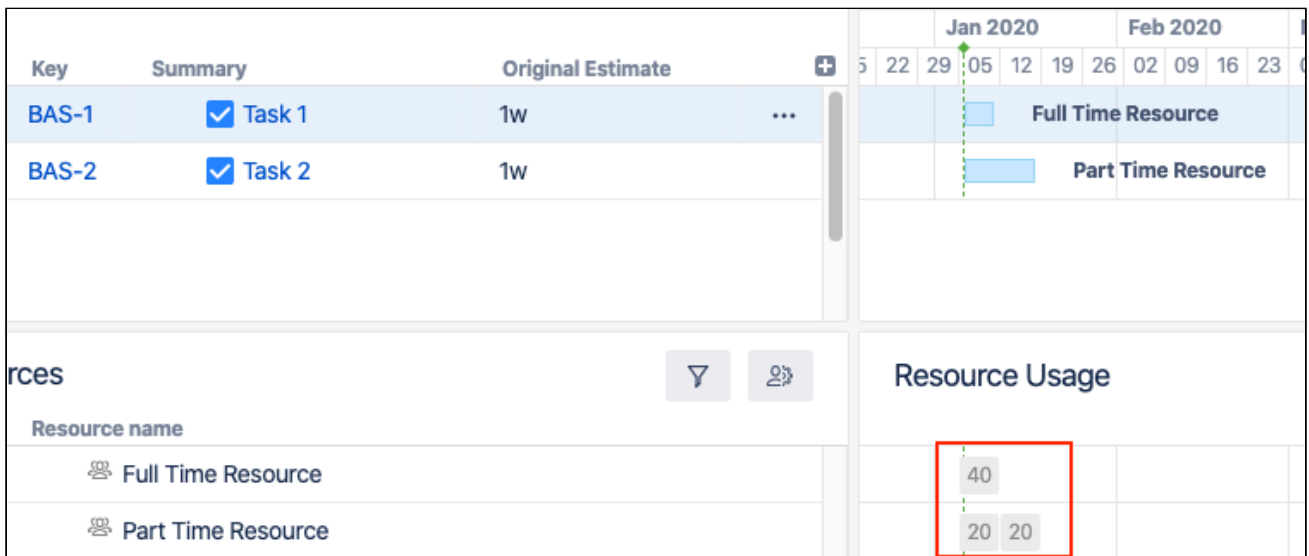 Jan 2020 Feb 2020
Key Summary Original Estimate 5 22 29 05 12 19 26 02 09 16 23
BAS-1 Task 1 1w ... Full Time Resource
BAS-2 Task 2 1w Part Time Resource
rces Resource Usage
Resource name
Full Time Resource 40
Part Time Resource 20 20